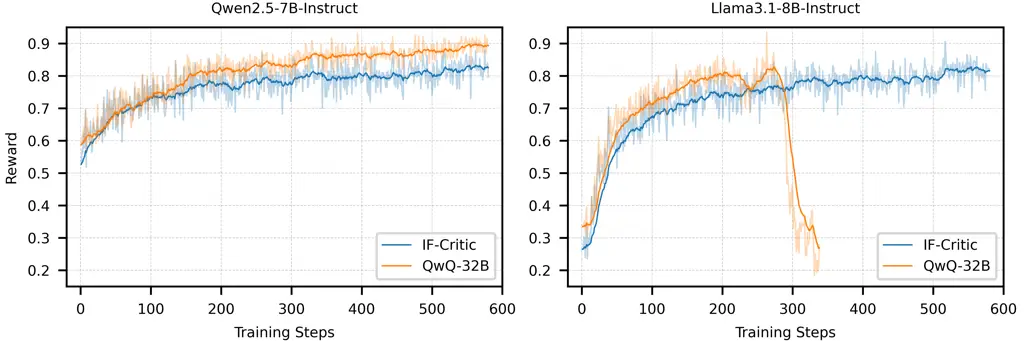 Qwen2.5-7B-Instruct
Reward
0.9
0.8
0.7
0.6
0.5
0.4
0.3
0.2
IF-Critic
QwQ-32B
0 100 200 300 400 500 600
Training Steps
Llama3.1-8B-Instruct
0.9
0.8
0.7
0.6
0.5
0.4
0.3
0.2
IF-Critic
QwQ-32B
0 100 200 300 400 500 600
Training Steps